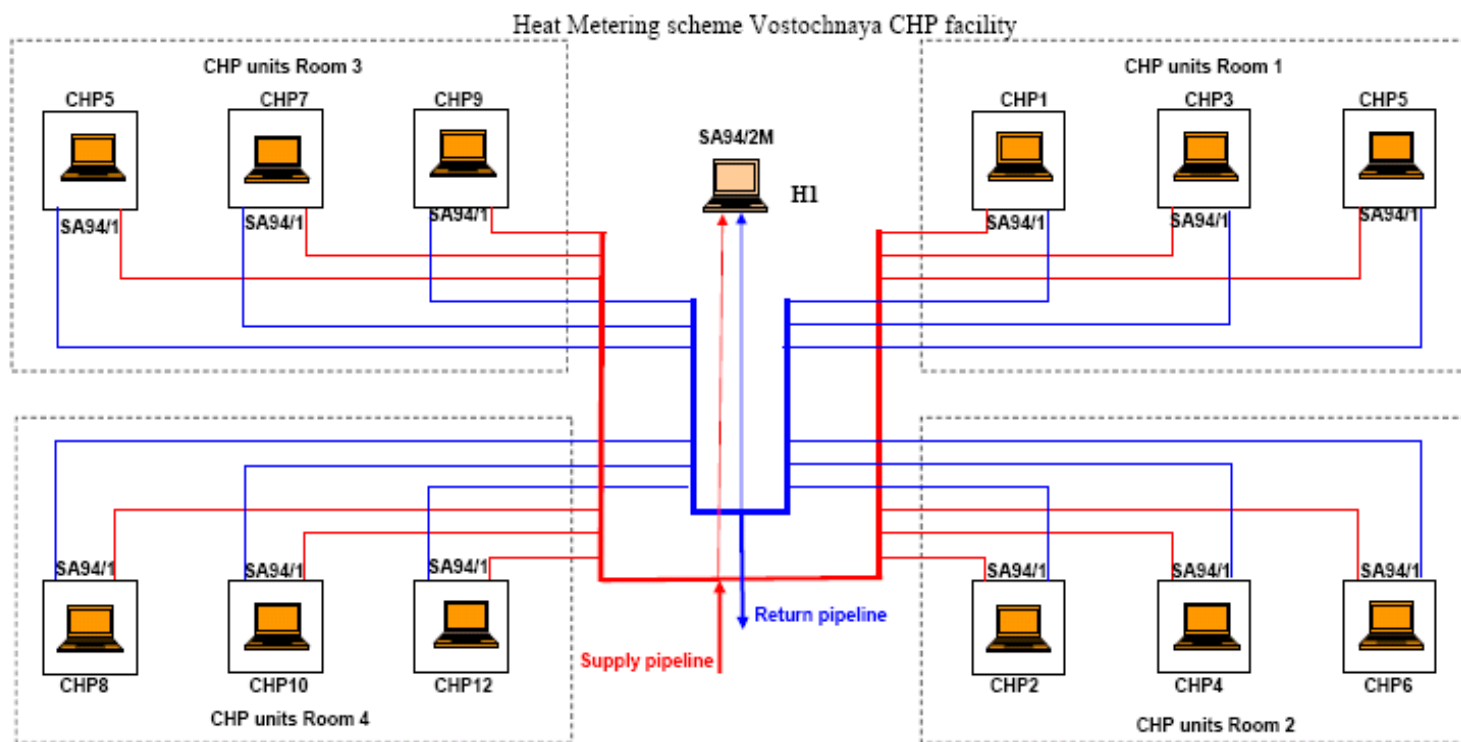 Heat Metering scheme Vostochnaya CHP facility
CHP units Room 3
CHP5 CHP7 CHP9
SA94/1 SA94/1 SA94/1
SA94/2M
H1
CHP units Room 1
CHP1 CHP3 CHP5
SA94/1 SA94/1 SA94/1
SA94/1 SA94/1 SA94/1
CHP8 CHP10 CHP12
CHP units Room 4
Return pipeline
Supply pipeline
SA94/1 SA94/1 SA94/1
CHP2 CHP4 CHP6
CHP units Room 2